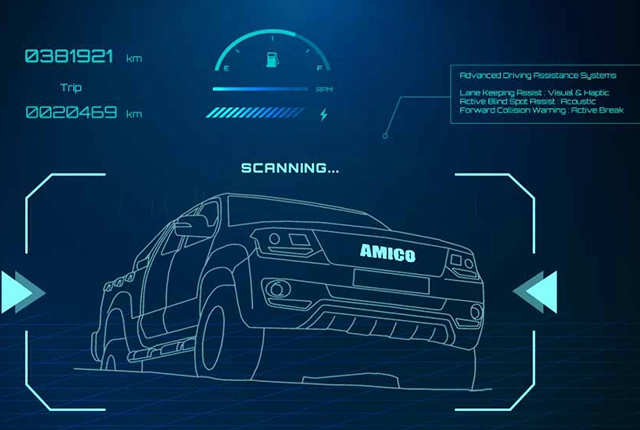 0381921 km
Trip
0020469 km
E F
RPM
Advanced Driving Assistance Systems
Lane Keeping Assist : Visual & Haptic
Active Blind Spot Assist : Acoustic
Forward Collision Warning : Active Break
SCANNING...
AMICO